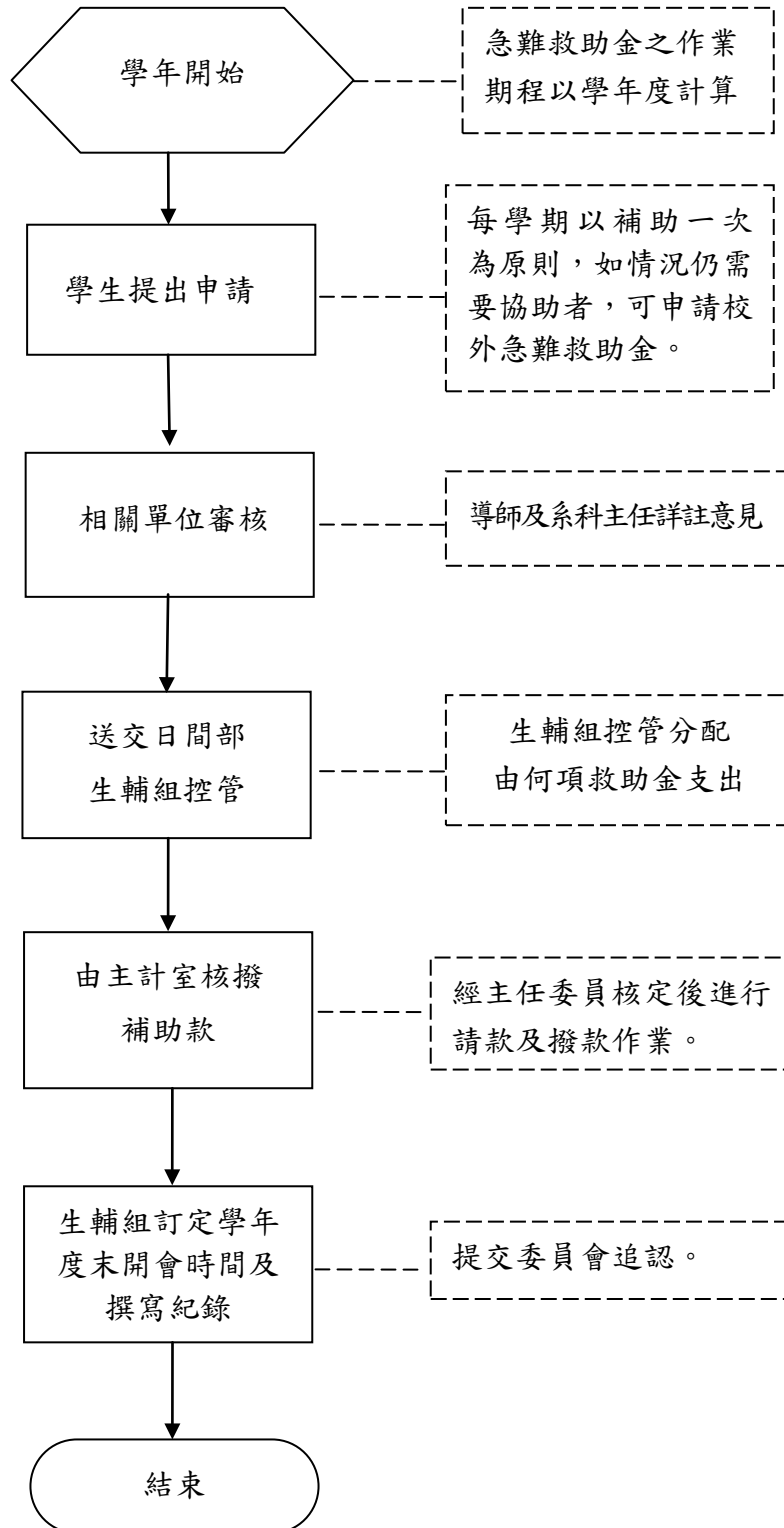 學年開始
急難救助金之作業
期程以學年度計算
學生提出申請
每學期以補助一次
為原則，如情況仍需
要協助者，可申請校
外急難救助金。
相關單位審核
導師及系科主任詳註意見
送交日間部
生輔組控管
生輔組控管分配
由何項救助金支出
由主計室核撥
補助款
經主任委員核定後進行
請款及撥款作業。
生輔組訂定學年
度末開會時間及
撰寫紀錄
提交委員會追認。
結束